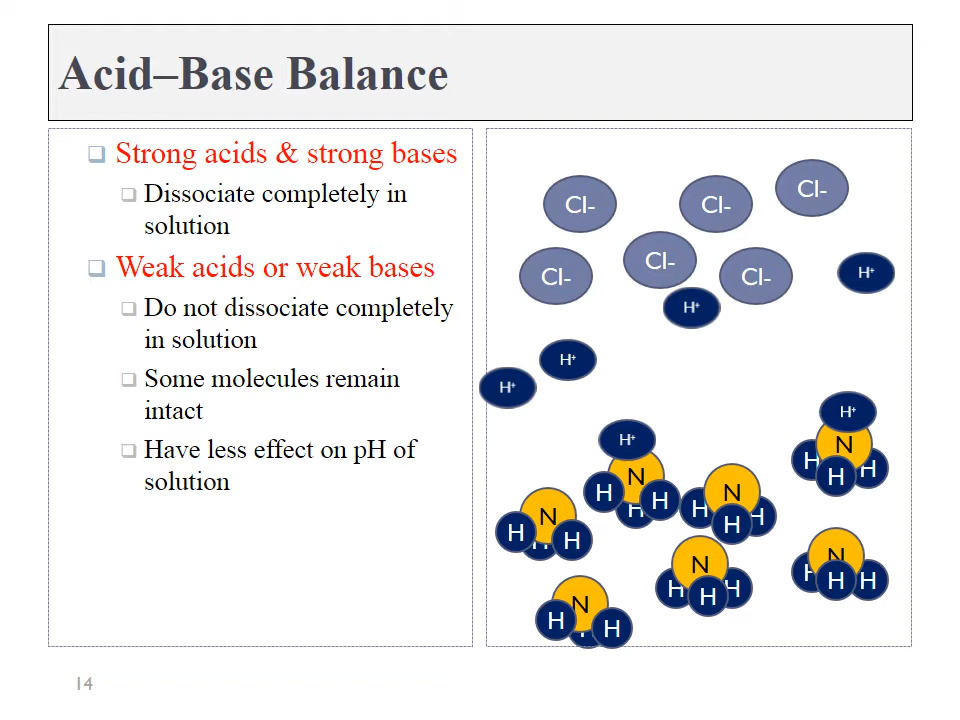 Acid–Base Balance
Strong acids & strong bases
Dissociate completely in
solution
Weak acids or weak bases
Do not dissociate completely
in solution
Some molecules remain
intact
Have less effect on pH of
solution
Cl-
Cl-
Cl-
Cl-
Cl-
Cl-
H+
H+
H+
H+
H+
N
H
H
H
H+
N
H
H
H
N
H
H
H
N
H
H
H
N
H
H
H
N
H
H
H
N
H
H
H
14